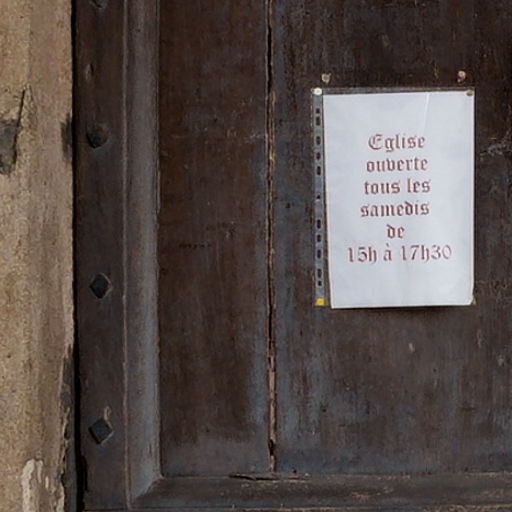 Eglise
ouverte
tous les
samedis
de
15h à 17h30